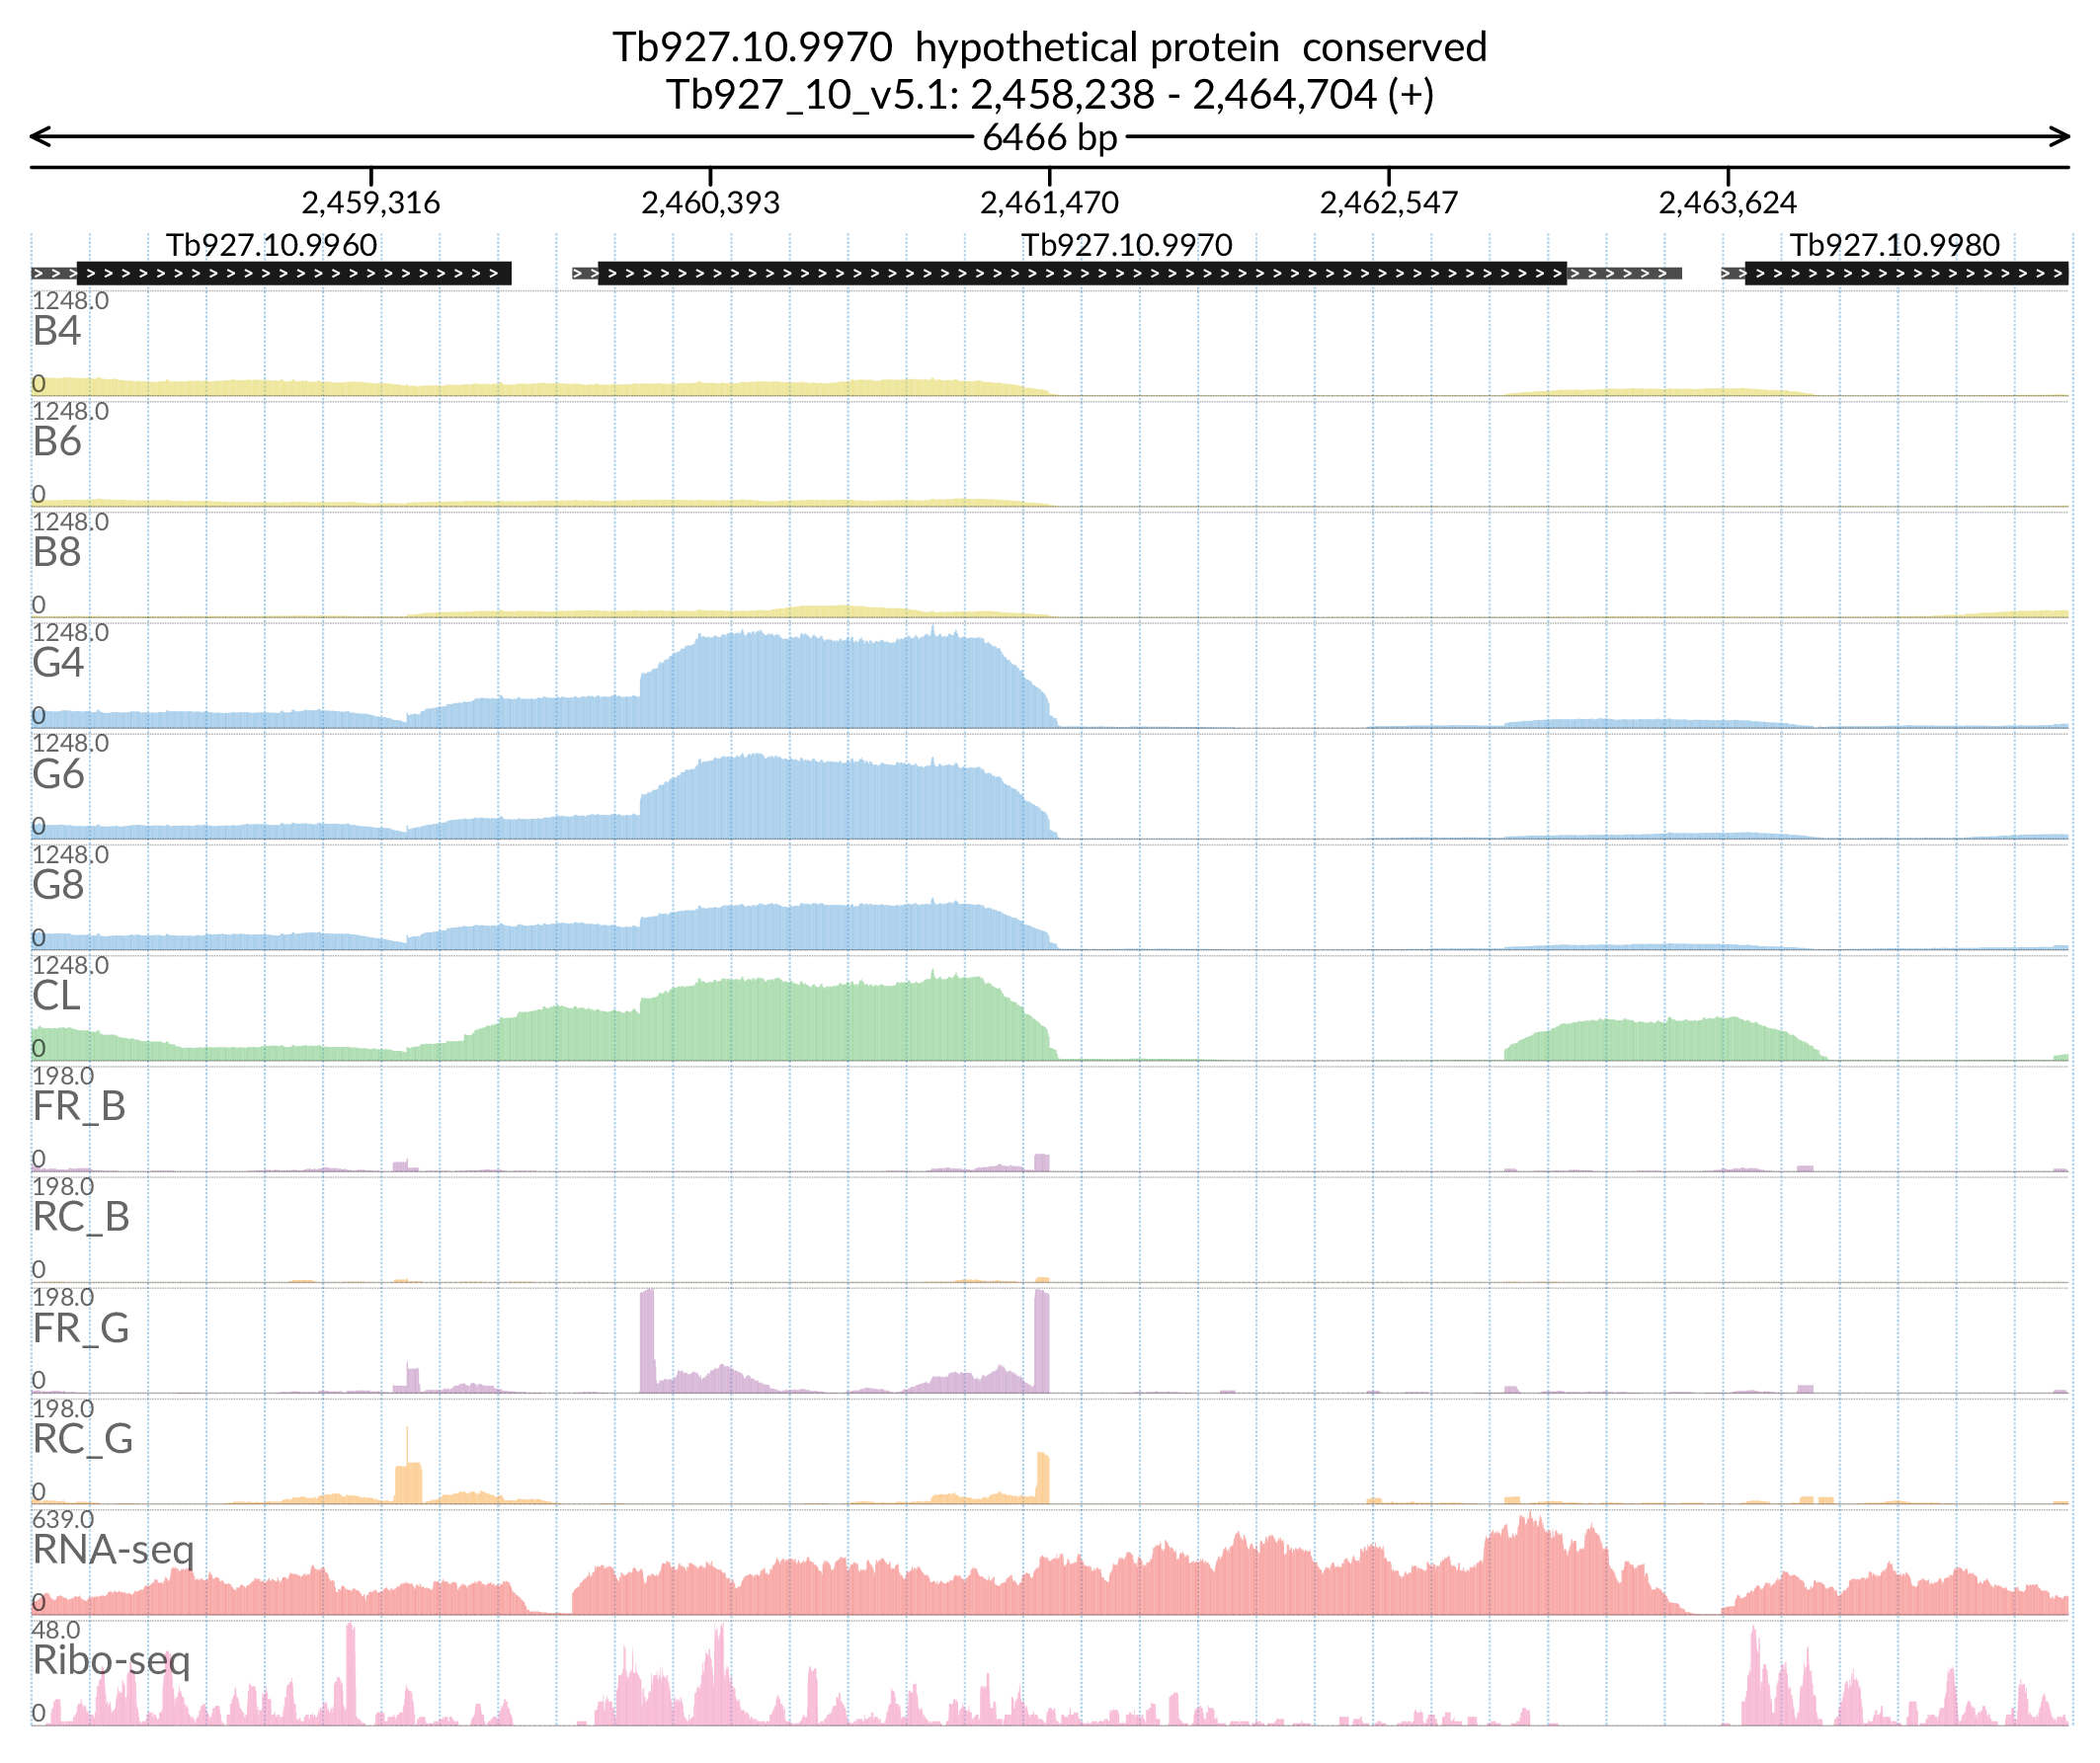 Tb927.10.9970  hypothetical protein  conserved
Tb927_10_v5.1: 2,458,238 - 2,464,704 (+)
6466 bp
2,459,316 2,460,393 2,461,470 2,462,547 2,463,624
Tb927.10.9960 Tb927.10.9970 Tb927.10.9980
1248.0
B4
0
1248.0
B6
0
1248.0
B8
0
1248.0
G4
0
1248.0
G6
0
1248.0
G8
0
1248.0
CL
0
198.0
FR_B
0
198.0
RC_B
0
198.0
FR_G
0
198.0
RC_G
0
639.0
RNA-seq
0
48.0
Ribo-seq
0